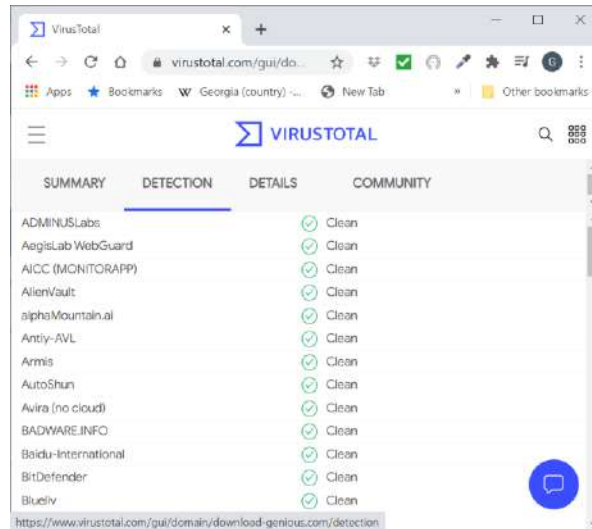 VirusTotal
virustotal.com/gui/do...
G
Apps Bookmarks W Georgia (country) -... New Tab » Other bookmarks
VIRUSTOTAL
SUMMARY DETECTION DETAILS COMMUNITY
ADMINUSLabs Clean
AegisLab WebGuard Clean
AICC (MONITORAPP) Clean
AlienVault Clean
alphaMountain.ai Clean
Antiy-AVL Clean
Armis Clean
AutoShun Clean
Avira (no cloud) Clean
BADWARE.INFO Clean
Baidu-International Clean
BitDefender Clean
Blueliv Clean
https://www.virustotal.com/gui/domain/download-genious.com/detection